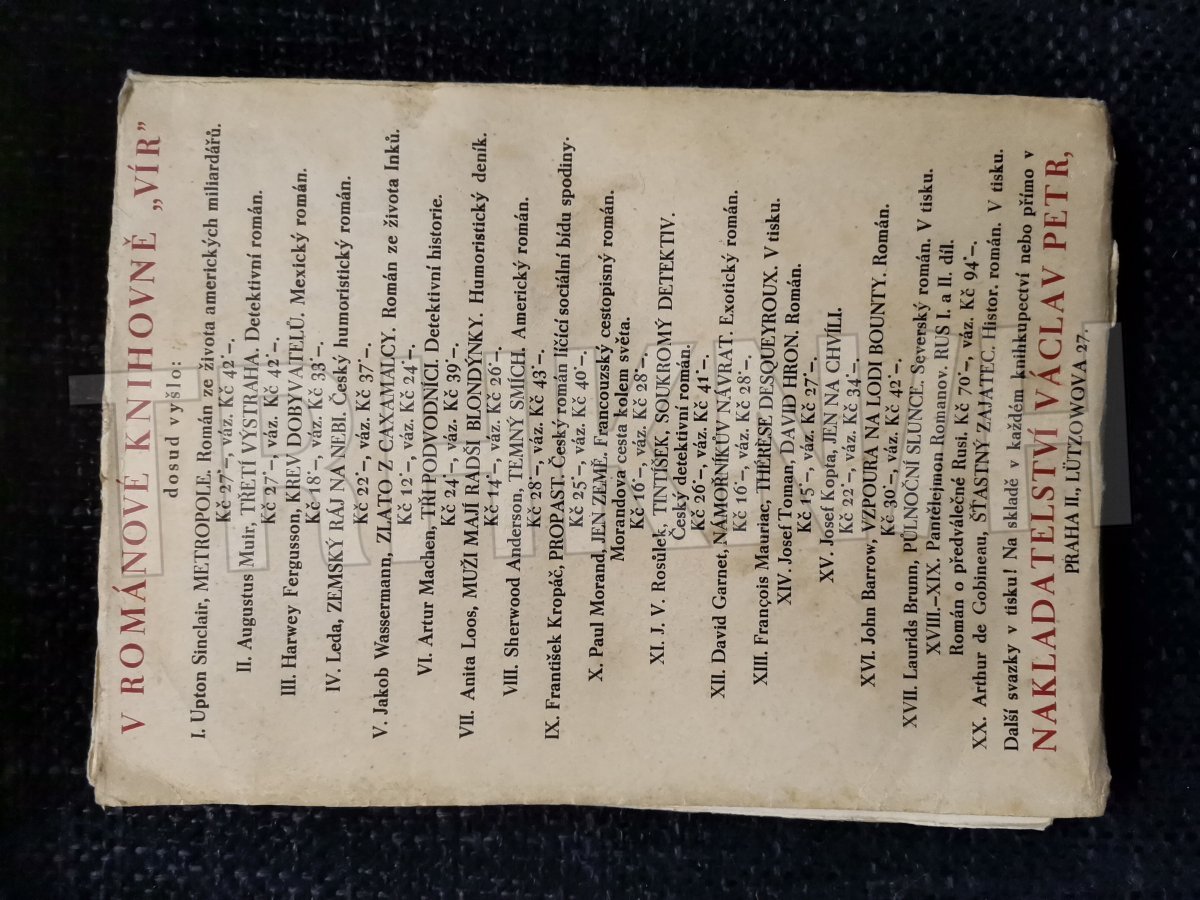 V ROMÁNOVÉ KNIHOVNĚ „VÍR”
dosud vyšlo:
I. Upton Sinclair, METROPOLE. Román ze života amerických miliardářů.
Kč 27˙–, váz. Kč 42˙–.
II. Augustus Muir, TŘETÍ VÝSTRAHA. Detektivní román.
Kč 27˙–, váz. Kč 42˙–.
III. Harwey Fergusson, KREV DOBYVATELŮ. Mexický román.
Kč 18˙–, váz. Kč 33˙–.
IV. Leda, ZEMSKÝ RÁJ NA NEBI. Český humoristický román.
Kč 22˙–, váz. Kč 37˙–.
V. Jakob Wassermann, ZLATO Z CAXAMALCY. Román ze života Inků.
Kč 12˙–, váz. Kč 24˙–.
VI. Artur Machen, TŘI PODVODNÍCI. Detektivní historie.
Kč 24˙–, váz. Kč 39˙–.
VII. Anita Loos, MUŽI MAJÍ RADŠI BLONDÝNKY. Humoristický deník.
Kč 14˙–, váz. Kč 26˙–.
VIII. Sherwood Anderson, TEMNÝ SMÍCH. Americký román.
Kč 28˙–, váz. Kč 43˙–.
IX. František Kropáč, PROPAST. Český román líčící sociální bídu spodiny.
Kč 25˙–, váz. Kč 40˙–.
X. Paul Morand, JEN ZEMĚ. Francouzský cestopisný román.
Morandova cesta kolem světa.
Kč 16˙–, váz. Kč 28˙–.
XI. J. V. Rosůlek, TINTÍŠEK, SOUKROMÝ DETEKTIV.
Český detektivní román.
Kč 26˙–, váz. Kč 41˙–.
XII. David Garnet, NÁMOŘNÍKŮV NÁVRAT. Exotický román.
Kč 16˙–, váz. Kč 28˙–.
XIII. François Mauriac, THÉRÈSE DESQUEYROUX. V tisku.
XIV. Josef Toman, DAVID HRON. Román.
Kč 15˙–, váz. Kč 27˙–.
XV. Josef Kopta, JEN NA CHVÍLI.
Kč 22˙–, váz. Kč 34˙–.
XVI. John Barrow, VZPOURA NA LODI BOUNTY. Román.
Kč 30˙–, váz. Kč 42˙–.
XVII. Laurids Brunn, PŮLNOČNÍ SLUNCE. Severský román. V tisku.
XVIII.–XIX. Pantělejmon Romanov. RUS I. a II. díl.
Román o předválečné Rusi. Kč 70˙–, váz. Kč 94˙–.
XX. Arthur de Gobineau, ŠŤASTNÝ ZAJATEC. Histor. román. V tisku.
Další svazky v tisku! Na skladě v každém knihkupectví nebo přímo v
NAKLADATELSTVÍ VÁCLAV PETR,
PRAHA II., LÜTZOWOVA 27.